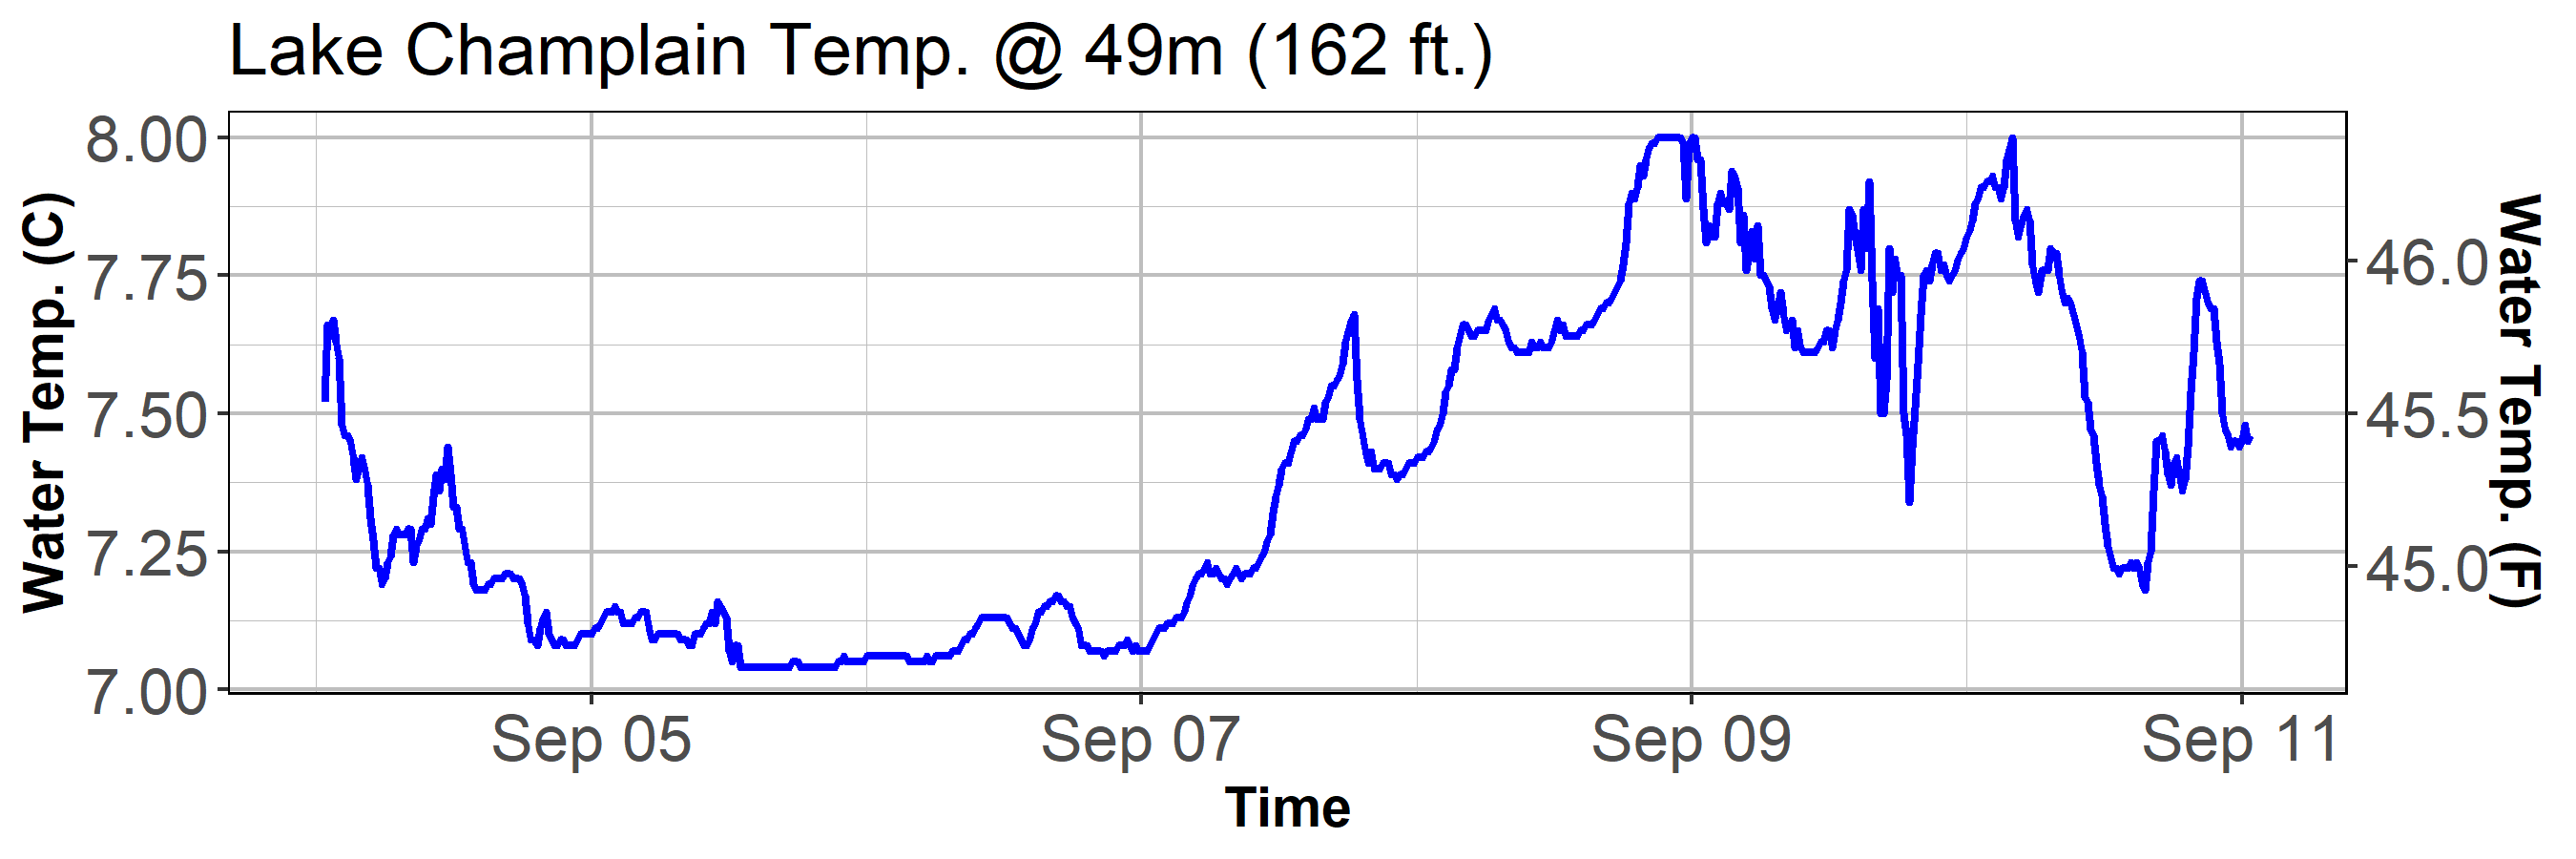 Lake Champlain Temp. @ 49m (162 ft.)
Water Temp. (C)
8.00
7.75
7.50
7.25
7.00
46.0
45.5
45.0
Water Temp. (F)
Sep 05 Sep 07 Sep 09 Sep 11
Time